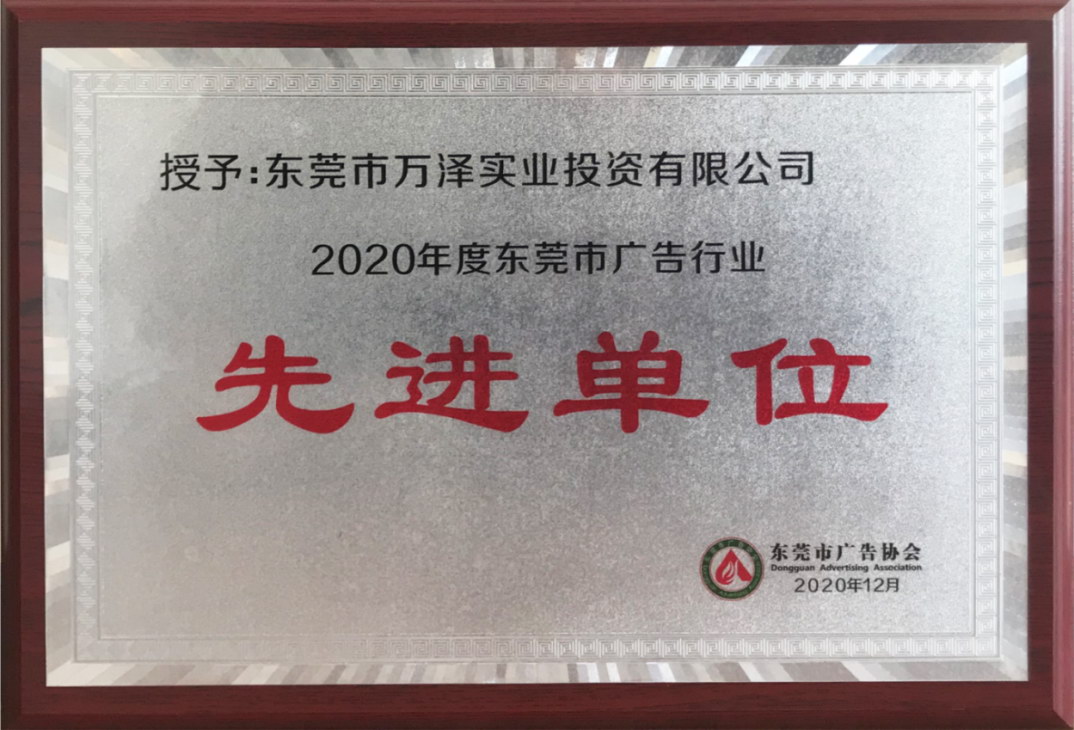 授予:东莞市万泽实业投资有限公司
2020年度东莞市广告行业
先进单位
东莞市广告协会
Dongguan Advertising Association
2020年12月